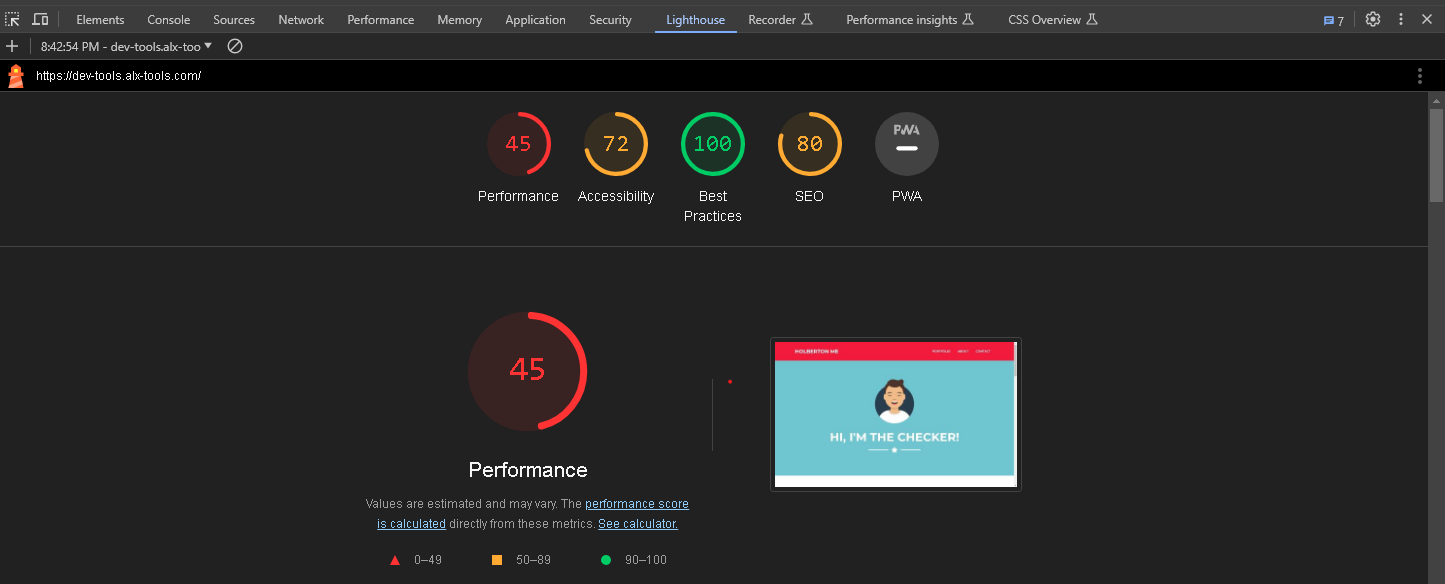 Elements Console Sources Network Performance Memory Application Security Lighthouse Recorder Performance insights CSS Overview 7
8:42:54 PM - dev-tools.alx-too
https://dev-tools.alx-tools.com/
45 72 100 80 PWA
Performance Accessibility Best Practices SEO PWA
45
HOLBERTON ME PORTFOLIO ABOUT CONTACT
HI, I'M THE CHECKER!
Performance
Values are estimated and may vary. The performance score
is calculated directly from these metrics. See calculator.
0–49 50–89 90–100